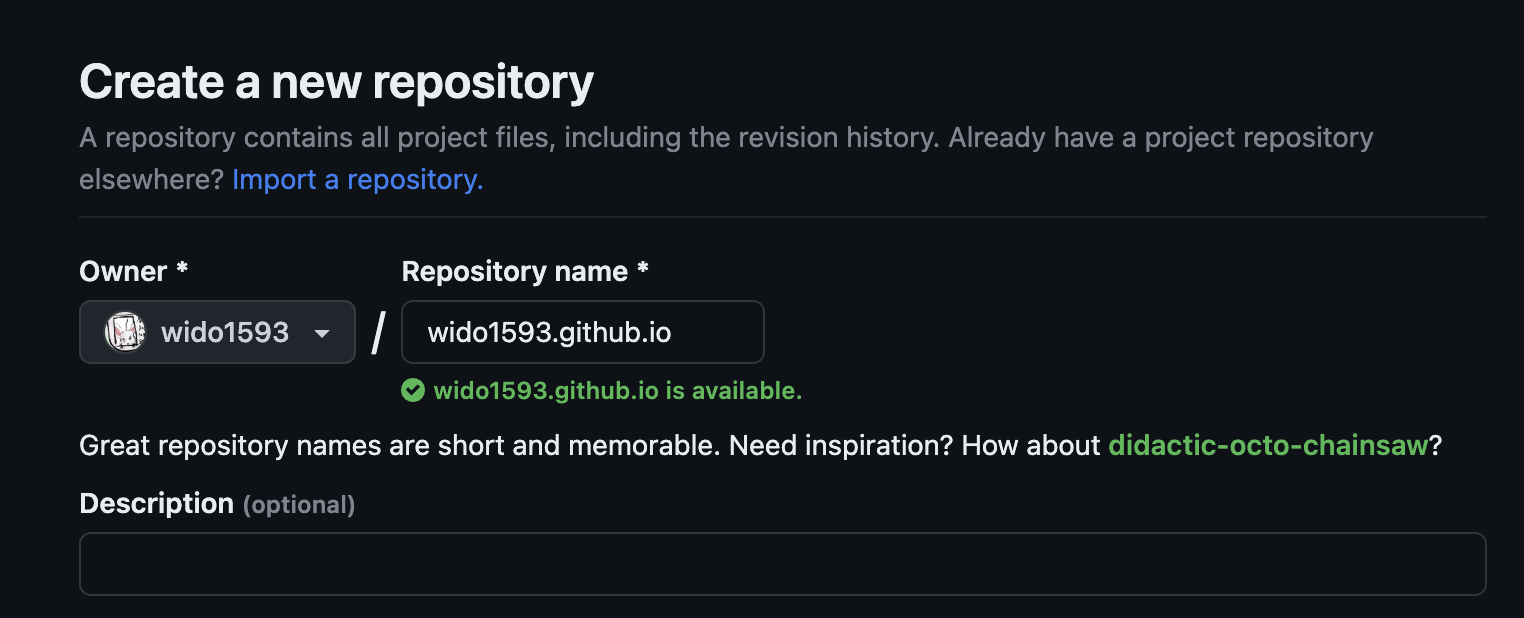 Create a new repository
A repository contains all project files, including the revision history. Already have a project repository
elsewhere? Import a repository.
Owner * Repository name *
wido1593 / wido1593.github.io
wido1593.github.io is available.
Great repository names are short and memorable. Need inspiration? How about didactic-octo-chainsaw?
Description (optional)